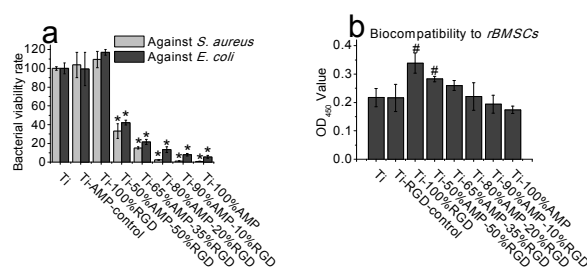 a
Against S. aureus
Against E. coli
Bacterial viability rate
120
100
80
60
40
20
0
* * * * * * * * * *
Ti
Ti-AMP-control
Ti-100%RGD
Ti-50%AMP-50%RGD
Ti-65%AMP-35%RGD
Ti-80%AMP-20%RGD
Ti-90%AMP-10%RGD
Ti-100%AMP
b
Biocompatibility to rBMSCs
OD450 Value
0.4
0.3
0.2
0.1
0.0
# #
Ti
Ti-RGD-control
Ti-100%RGD
Ti-50%AMP-50%RGD
Ti-65%AMP-35%RGD
Ti-80%AMP-20%RGD
Ti-90%AMP-10%RGD
Ti-100%AMP